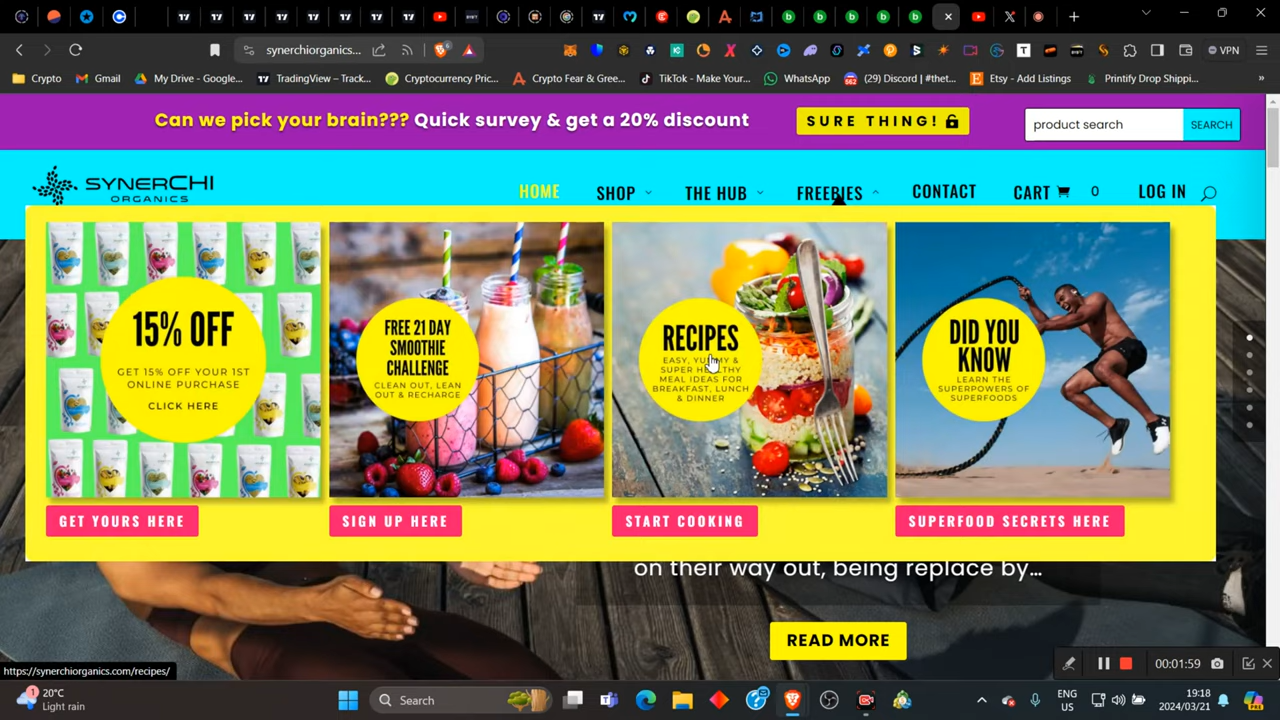 synerchiorganics...
6
VPN
Crypto
Gmail
My Drive - Google...
TradingView – Track...
Cryptocurrency Pric...
Crypto Fear & Gree...
TikTok - Make Your...
WhatsApp
(29) Discord | #thet...
Etsy - Add Listings
Printify Drop Shippi...
»
Can we pick your brain??? Quick survey & get a 20% discount
SURE THING!
product search
SEARCH
SYNERCHI
ORGANICS
HOME
SHOP
THE HUB
FREEBIES
CONTACT
CART
0
LOG IN
15% OFF
GET 15% OFF YOUR 1ST
ONLINE PURCHASE
CLICK HERE
FREE 21 DAY
SMOOTHIE
CHALLENGE
CLEAN OUT, LEAN
OUT & RECHARGE
RECIPES
EASY, YUMMY &
SUPER HEALTHY
MEAL IDEAS FOR
BREAKFAST, LUNCH
& DINNER
DID YOU
KNOW
LEARN THE
SUPERPOWERS OF
SUPERFOODS
GET YOURS HERE
SIGN UP HERE
START COOKING
SUPERFOOD SECRETS HERE
on their way out, being replace by...
READ MORE
https://synerchiorganics.com/recipes/
00:01:59
1
20°C
Light rain
Search
ENG
US
19:18
2024/03/21